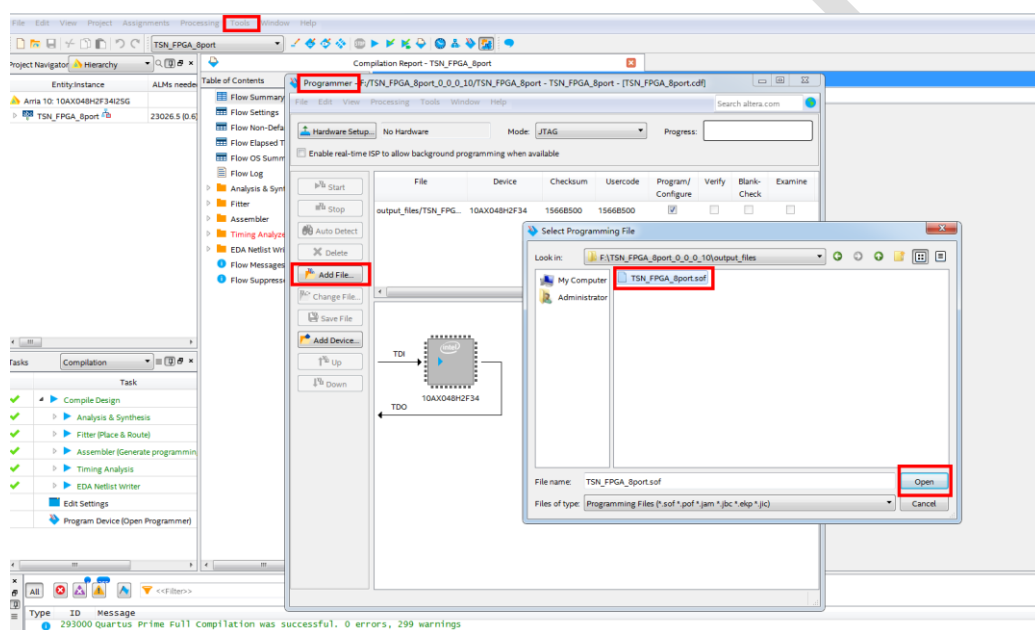 File Edit View Project Assignments Processing Tools Window Help
TSN_FPGA_8port
Project Navigator Hierarchy
Compilation Report - TSN_FPGA_8port
Entity:Instance ALMs neede
Arria 10: 10AX048H2F34I2SG
TSN_FPGA_8port 23026.5 (0.6)
Table of Contents
Flow Summary
Flow Settings
Flow Non-Defa
Flow Elapsed T
Flow OS Summ
Flow Log
Analysis & Synt
Fitter
Assembler
Timing Analyze
EDA Netlist Wri
Flow Messages
Flow Suppresse
Programmer - F:/TSN_FPGA_8port_0_0_0_10/TSN_FPGA_8port - TSN_FPGA_8port - [TSN_FPGA_8port.cdf]
File Edit View Processing Tools Window Help
Search altera.com
Hardware Setup... No Hardware Mode: JTAG Progress:
Enable real-time ISP to allow background programming when available
Start
Stop
Auto Detect
Delete
Add File...
Change File...
Save File
Add Device...
Up
Down
File Device Checksum Usercode Program/ Configure Verify Blank- Check Examine
output_files/TSN_FPG... 10AX048H2F34 1566B500 1566B500
TDI
intel
10AX048H2F34
TDO
Select Programming File
Look in: F:\TSN_FPGA_8port_0_0_0_10\output_files
My Computer
Administrator
TSN_FPGA_8port.sof
File name: TSN_FPGA_8port.sof
Open
Files of type: Programming Files (*.sof *.pof *.jam *.jbc *.ekp *.jic)
Cancel
Tasks Compilation
Task
Compile Design
Analysis & Synthesis
Fitter (Place & Route)
Assembler (Generate programmin
Timing Analysis
EDA Netlist Writer
Edit Settings
Program Device (Open Programmer)
All
<<Filter>>
Type ID Message
293000 Quartus Prime Full Compilation was successful. 0 errors, 299 warnings